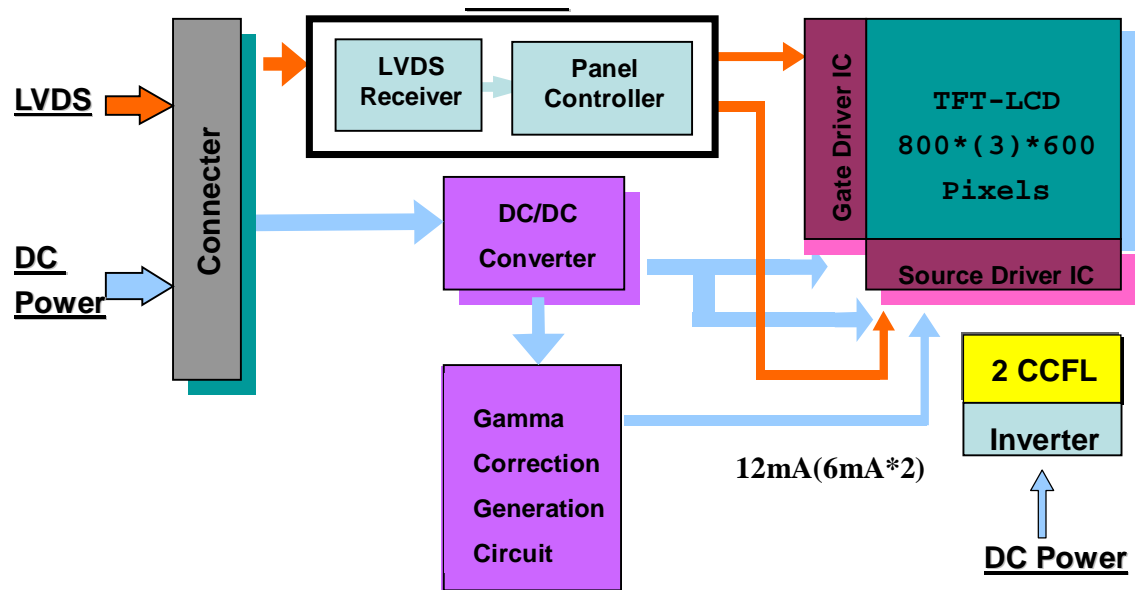 LVDS
DC
Power
Connecter
LVDS
Receiver
Panel
Controller
DC/DC
Converter
Gamma
Correction
Generation
Circuit
Gate Driver IC
TFT-LCD
800*(3)*600
Pixels
Source Driver IC
2 CCFL
Inverter
12mA(6mA*2)
DC Power